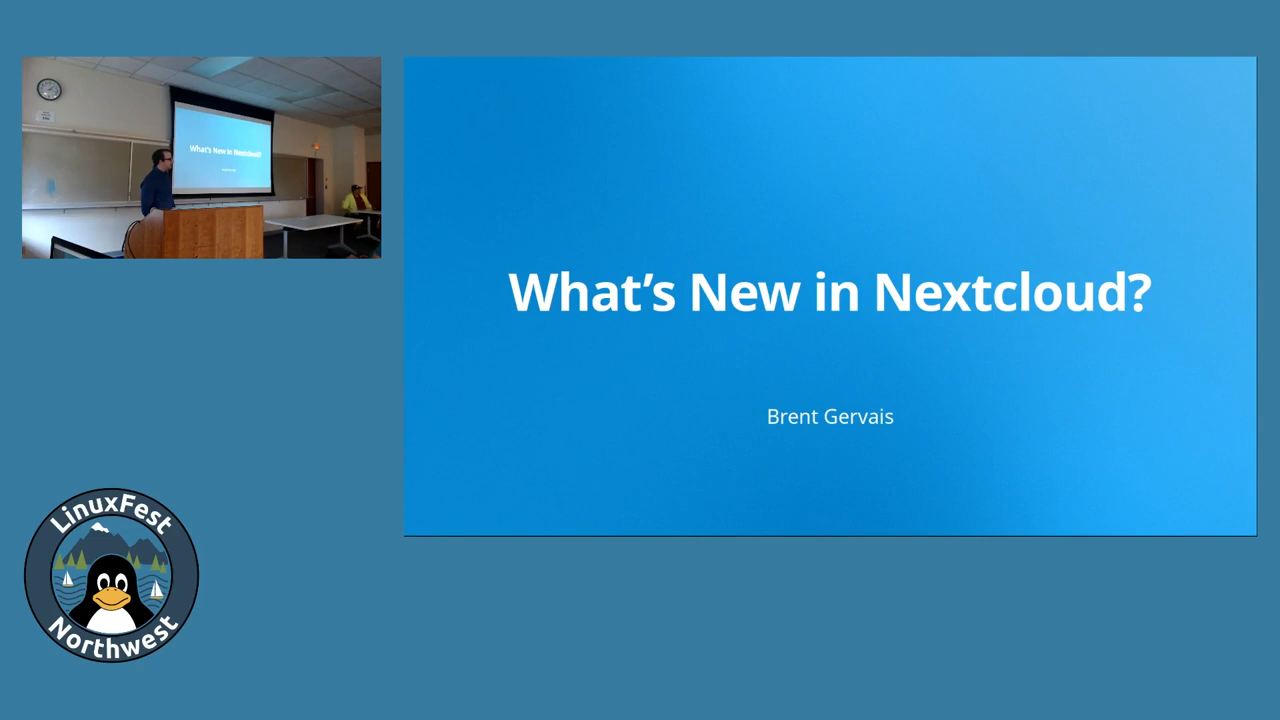 What's New in Nextcloud?
What’s New in Nextcloud?
Brent Gervais
LinuxFest
Northwest